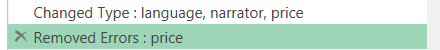 Changed Type : language, narrator, price
Removed Errors : price